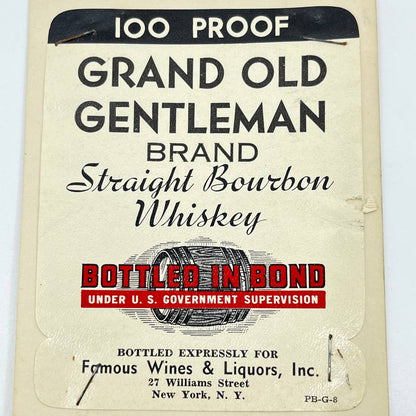 100 PROOF
GRAND OLD
GENTLEMAN
BRAND
Straight Bourbon
Whiskey
BOTTLED IN BOND
UNDER U. S. GOVERNMENT SUPERVISION
BOTTLED EXPRESSLY FOR
Famous Wines & Liquors, Inc.
27 Williams Street
New York, N. Y.
PB-G-8